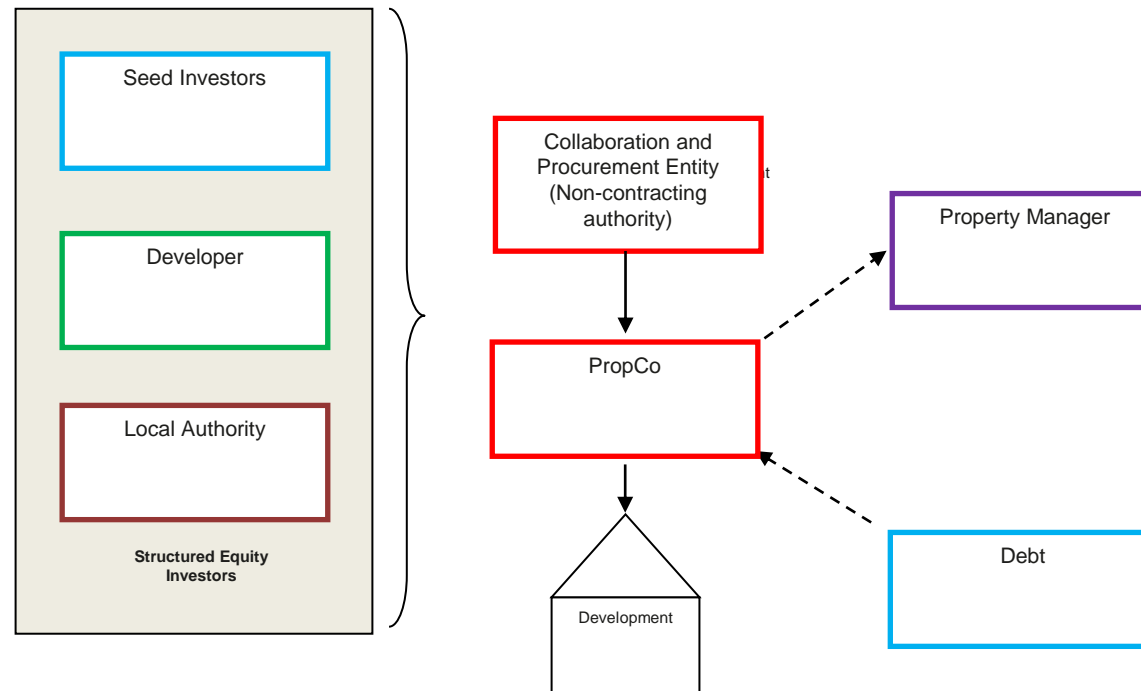 Seed Investors
Developer
Local Authority
Structured Equity
Investors
Collaboration and
Procurement Entity
(Non-contracting
authority)
PropCo
Development
Property Manager
Debt